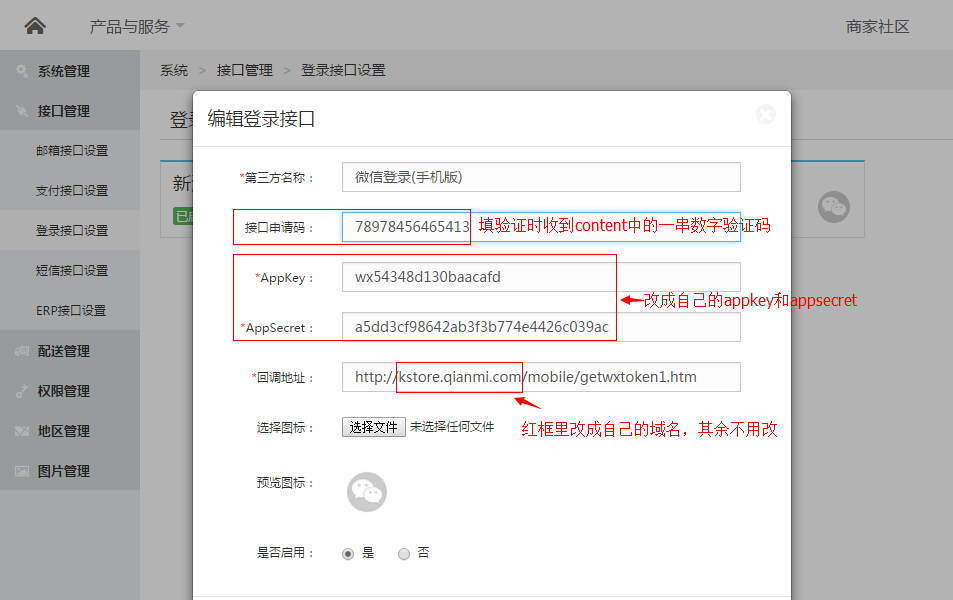 产品与服务
商家社区
系统管理
接口管理
邮箱接口设置
支付接口设置
登录接口设置
短信接口设置
ERP接口设置
配送管理
权限管理
地区管理
图片管理
系统 > 接口管理 > 登录接口设置
登
新
已
编辑登录接口
*第三方名称： 微信登录(手机版)
接口申请码： 78978456465413 填验证时收到content中的一串数字验证码
*AppKey： wx54348d130baacafd
改成自己的appkey和appsecret
*AppSecret： a5dd3cf98642ab3f3b774e4426c039ac
*回调地址： http://kstore.qianmi.com/mobile/getwxtoken1.htm
选择图标： 选择文件 未选择任何文件
红框里改成自己的域名，其余不用改
预览图标：
是否启用： 是 否